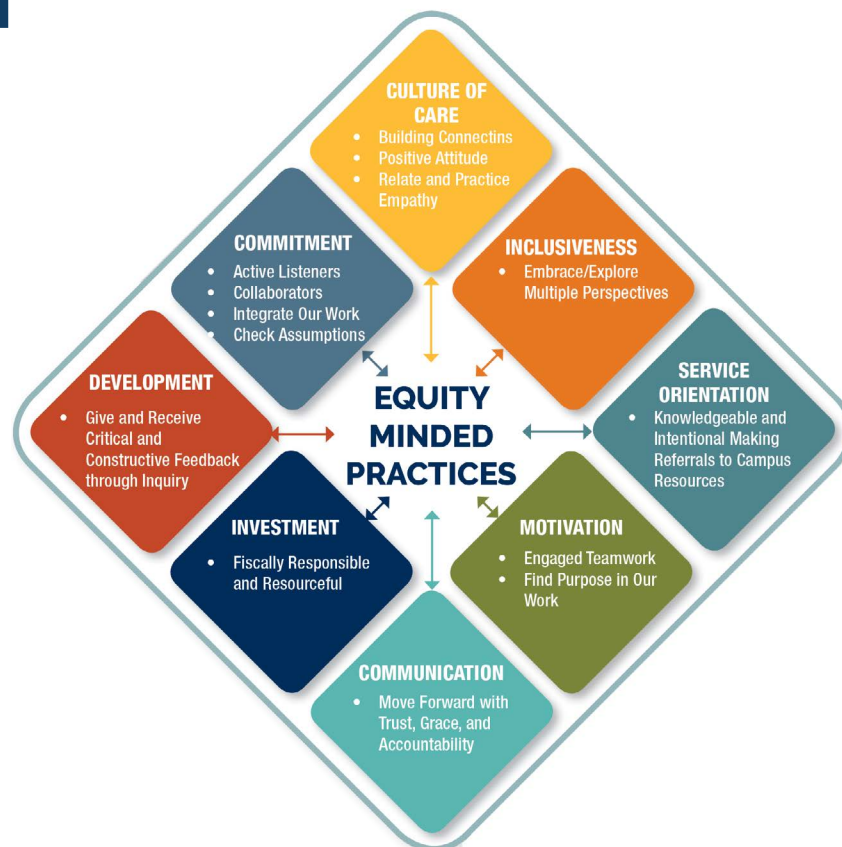 CULTURE OF
CARE
• Building Connectins
• Positive Attitude
• Relate and Practice
Empathy
COMMITMENT
• Active Listeners
• Collaborators
• Integrate Our Work
• Check Assumptions
INCLUSIVENESS
• Embrace/Explore
Multiple Perspectives
DEVELOPMENT
• Give and Receive
Critical and
Constructive Feedback
through Inquiry
EQUITY
MINDED
PRACTICES
SERVICE
ORIENTATION
• Knowledgeable and
Intentional Making
Referrals to Campus
Resources
INVESTMENT
• Fiscally Responsible
and Resourceful
MOTIVATION
• Engaged Teamwork
• Find Purpose in Our
Work
COMMUNICATION
• Move Forward with
Trust, Grace, and
Accountability